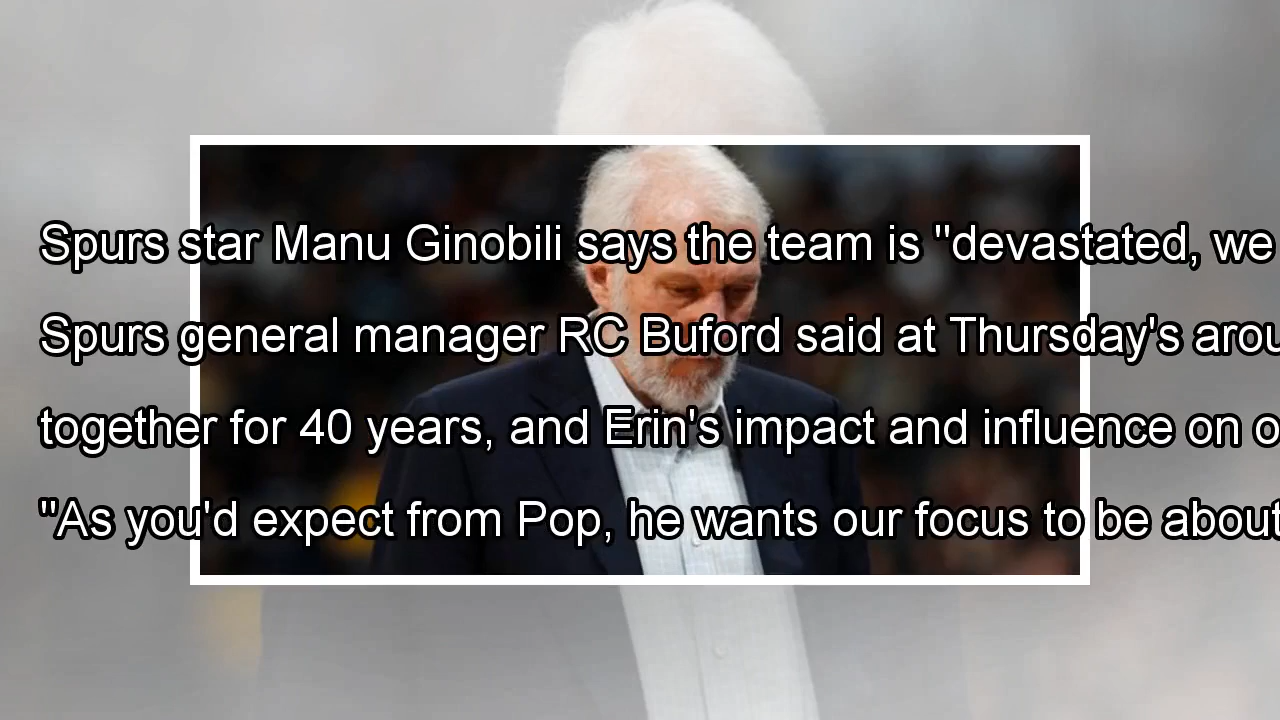 Spurs star Manu Ginobili says the team is "devastated, we
Spurs general manager RC Buford said at Thursday's
together for 40 years, and Erin's impact and influence on
"As you'd expect from Pop, he wants our focus to be about